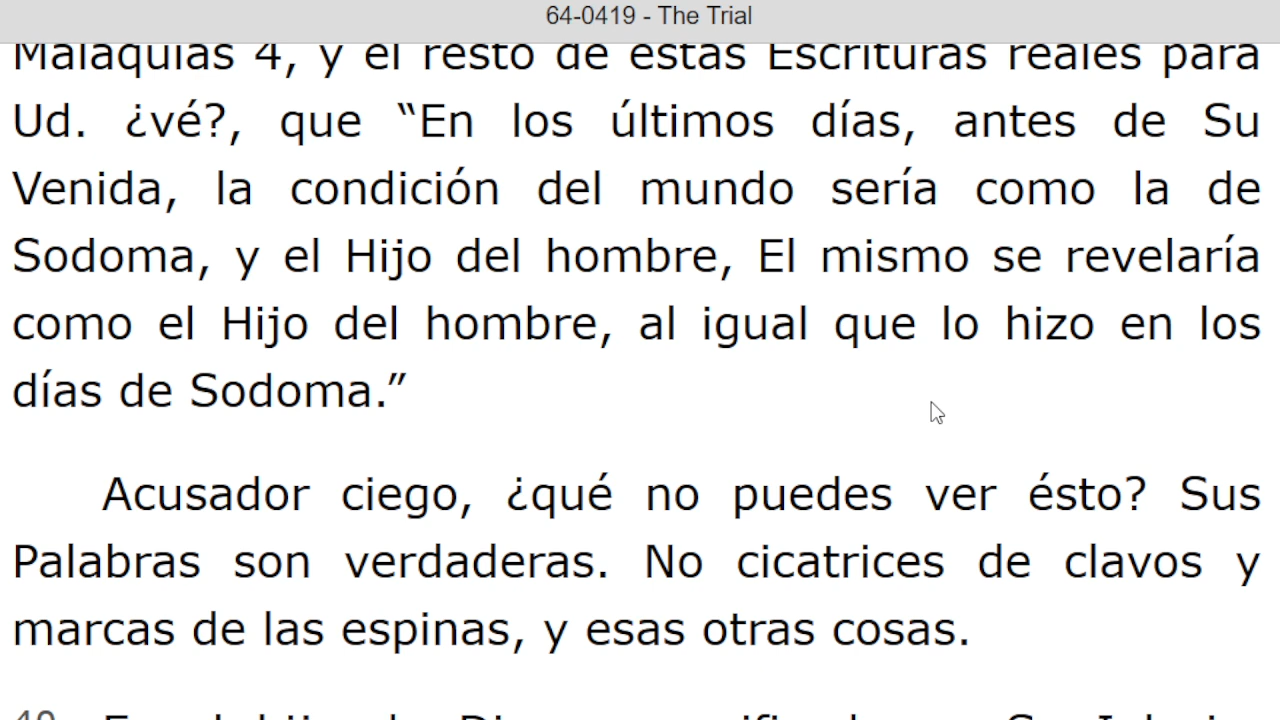 64-0419 - The Trial
Malaquías 4, y el resto de estas Escrituras reales para
Ud. ¿vé?, que “En los últimos días, antes de Su
Venida, la condición del mundo sería como la de
Sodoma, y el Hijo del hombre, El mismo se revelaría
como el Hijo del hombre, al igual que lo hizo en los
días de Sodoma.”
Acusador ciego, ¿qué no puedes ver ésto? Sus
Palabras son verdaderas. No cicatrices de clavos y
marcas de las espinas, y esas otras cosas.